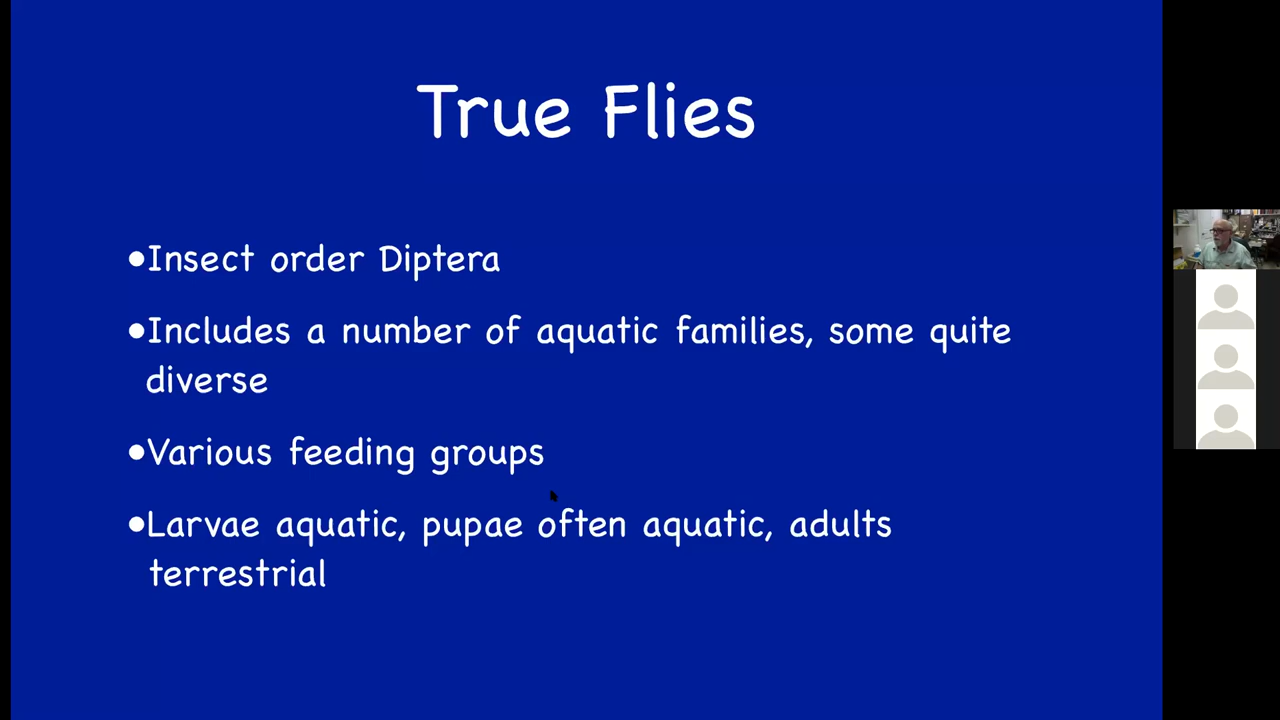 True Flies
•Insect order Diptera
•Includes a number of aquatic families, some quite
diverse
•Various feeding groups
•Larvae aquatic, pupae often aquatic, adults
terrestrial